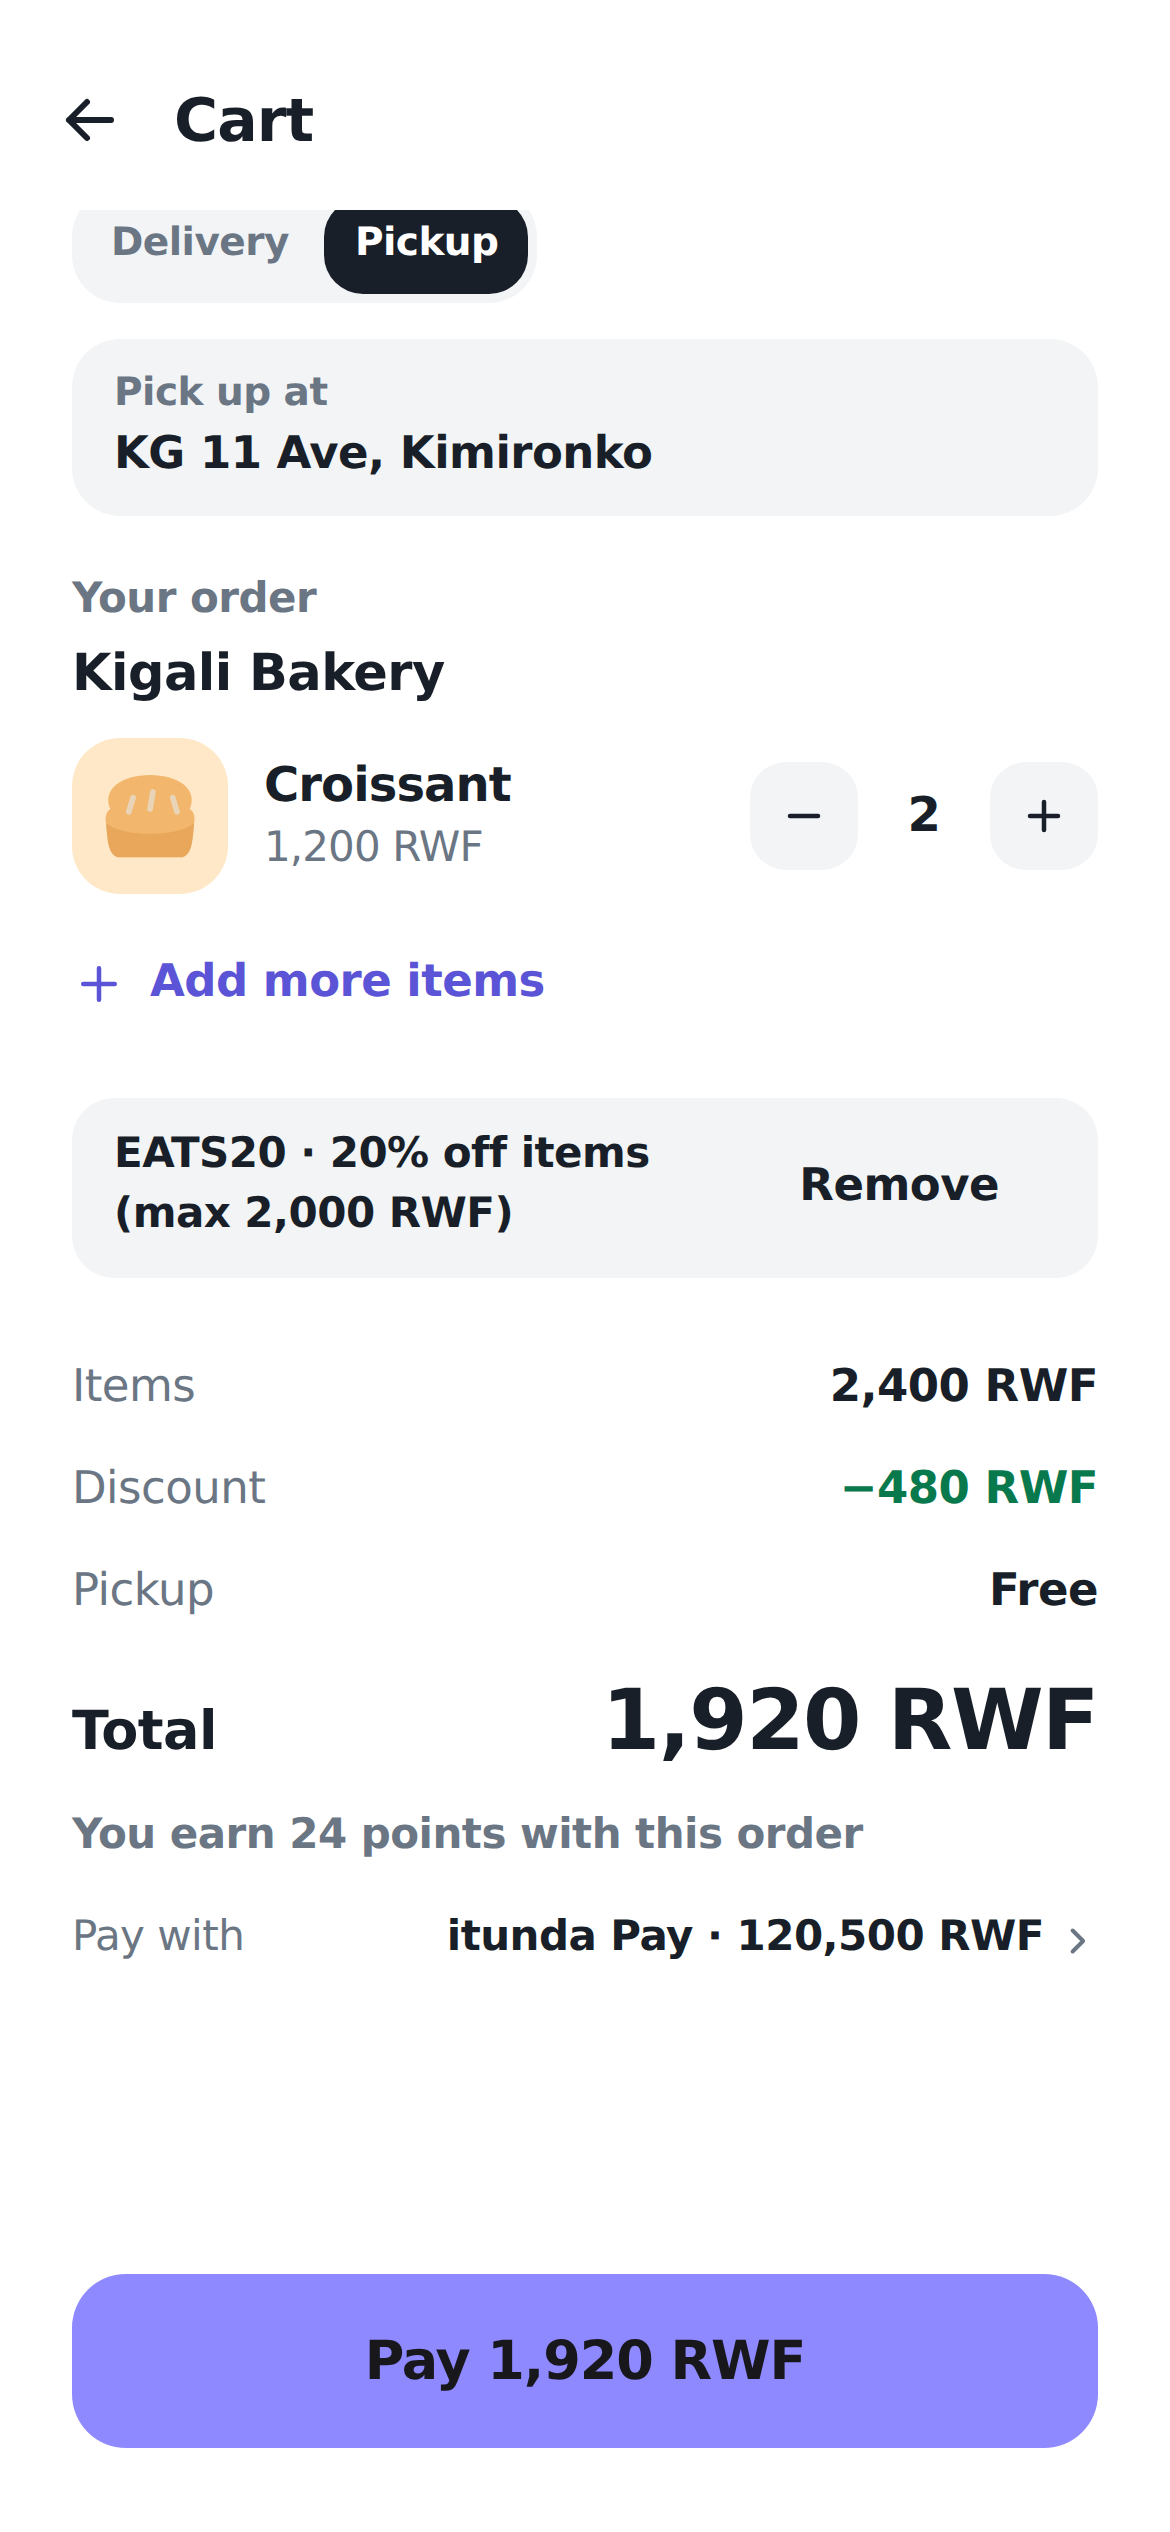 Cart
Delivery
Pickup
Pick up at
KG 11 Ave, Kimironko
Your order
Kigali Bakery
Croissant
1,200 RWF
2
Add more items
EATS20 · 20% off items
(max 2,000 RWF)
Remove
Items
2,400 RWF
Discount
−480 RWF
Pickup
Free
Total
1,920 RWF
You earn 24 points with this order
Pay with
itunda Pay · 120,500 RWF
Pay 1,920 RWF